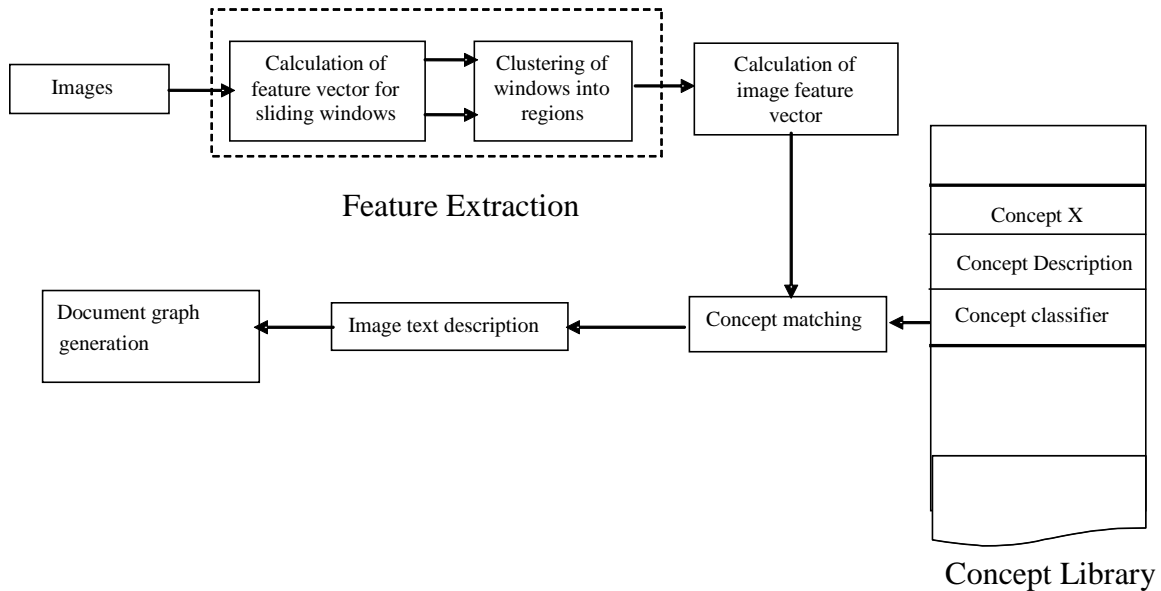 Images
Calculation of
feature vector for
sliding windows
Clustering of
windows into
regions
Calculation of
image feature
vector
Feature Extraction
Concept X
Concept Description
Concept classifier
Document graph
generation
Image text description
Concept matching
Concept Library